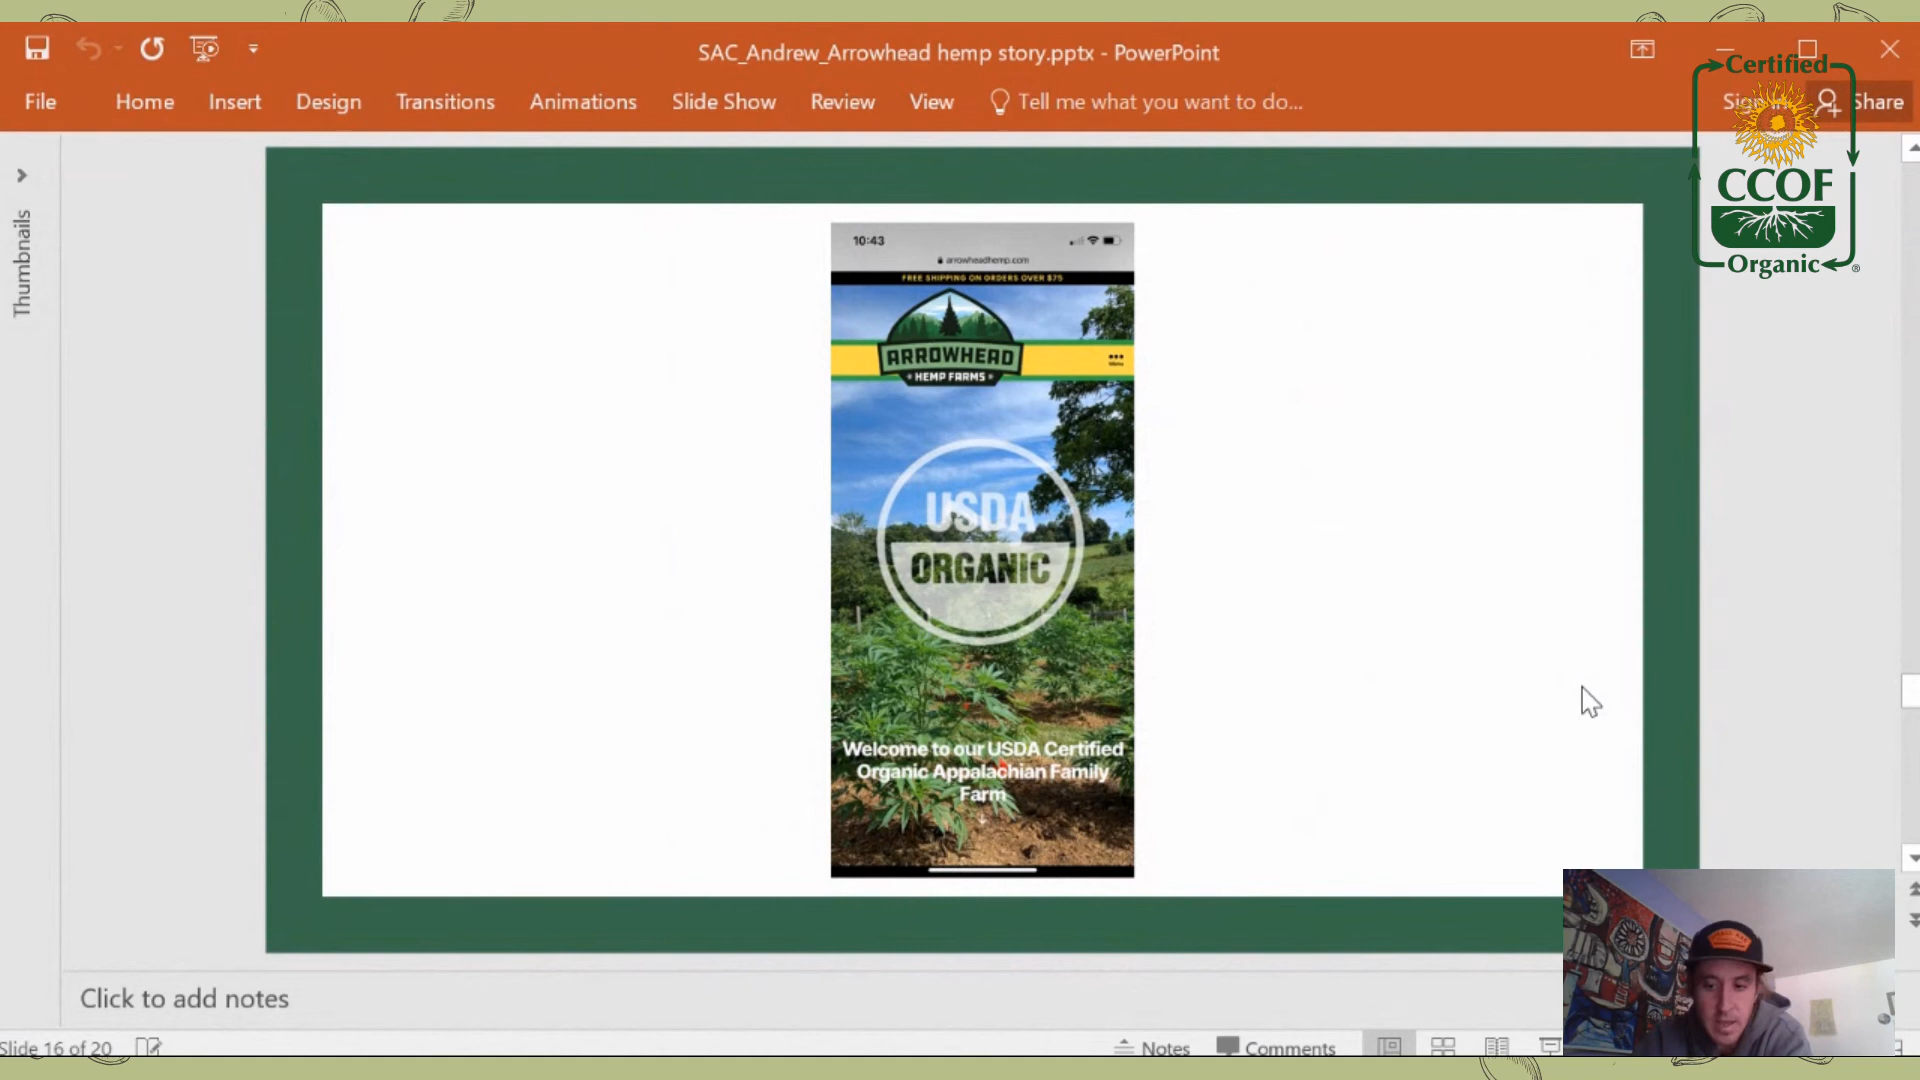 SAC_Andrew_Arrowhead hemp story.pptx - PowerPoint
File Home Insert Design Transitions Animations Slide Show Review View Tell me what you want to do... Share
Certified
CCOF
Organic
®
Thumbnails
10:43
arrowheadhemp.com
FREE SHIPPING ON ORDERS OVER $75
ARROWHEAD
HEMP FARMS
Menu
USDA
ORGANIC
Welcome to our USDA Certified
Organic Appalachian Family
Farm
Click to add notes
Slide 16 of 20 Notes Comments